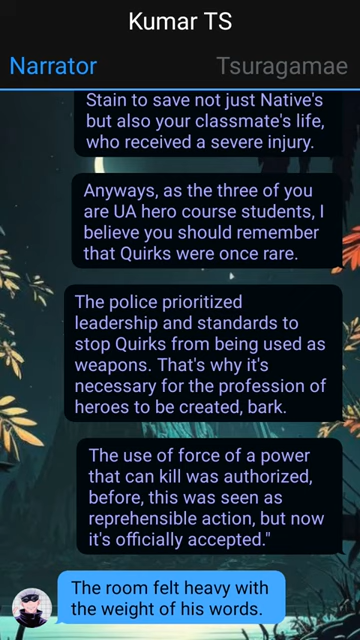 Kumar TS
Narrator
Tsuragamae
Stain to save not just Native's
but also your classmate's life,
who received a severe injury.
Anyways, as the three of you
are UA hero course students, I
believe you should remember
that Quirks were once rare.
The police prioritized
leadership and standards to
stop Quirks from being used as
weapons. That's why it's
necessary for the profession of
heroes to be created, bark.
The use of force of a power
that can kill was authorized,
before, this was seen as
reprehensible action, but now
it's officially accepted."
The room felt heavy with
the weight of his words.